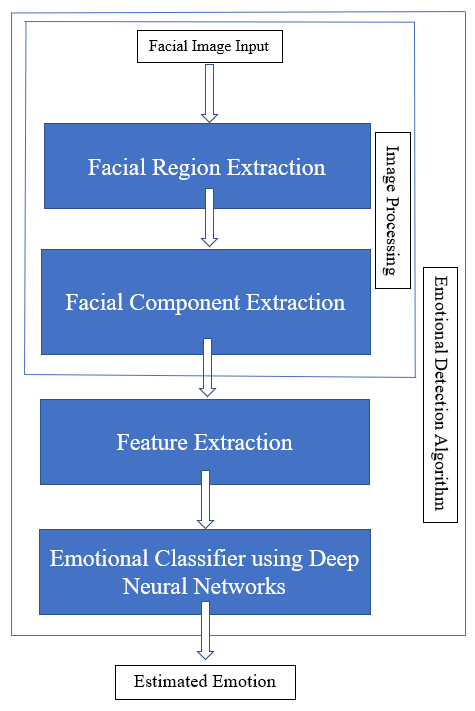 Facial Image Input
Facial Region Extraction
Image Processing
Facial Component Extraction
Emotional Detection Algorithm
Feature Extraction
Emotional Classifier using Deep
Neural Networks
Estimated Emotion